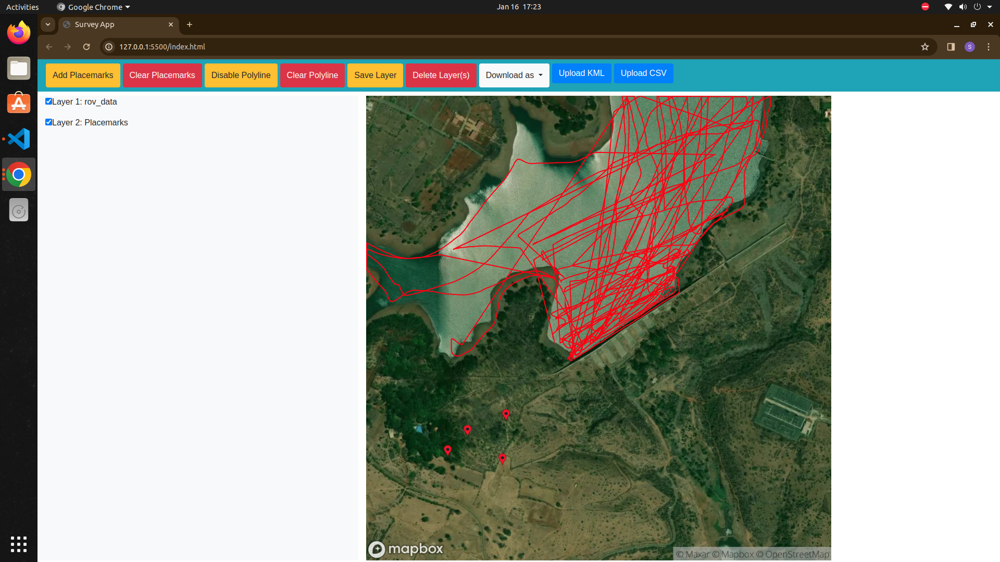 Activities
Google Chrome
Jan 16 17:23
Survey App
127.0.0.1:5500/index.html
S
Add Placemarks
Clear Placemarks
Disable Polyline
Clear Polyline
Save Layer
Delete Layer(s)
Download as
Upload KML
Upload CSV
Layer 1: rov_data
Layer 2: Placemarks
mapbox
© Maxar © Mapbox © OpenStreetMap